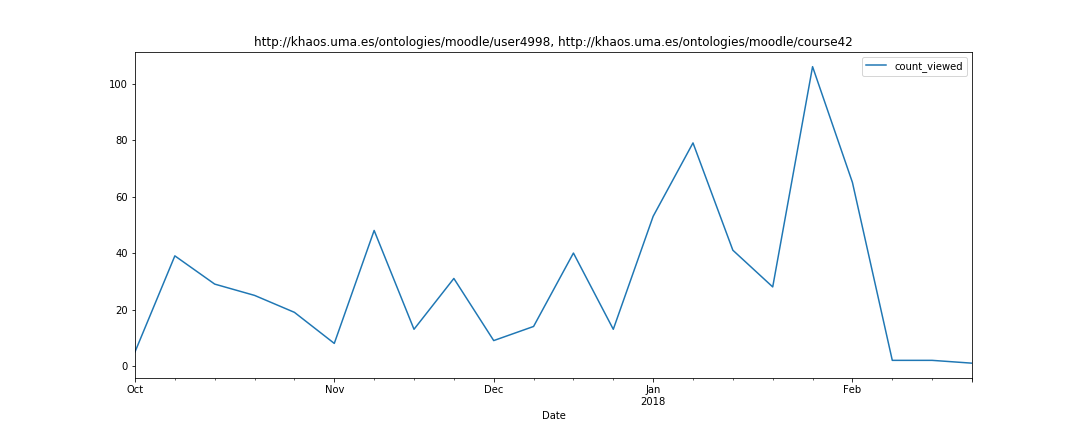 http://khaos.uma.es/ontologies/moodle/user4998, http://khaos.uma.es/ontologies/moodle/course42
count_viewed
100
80
60
40
20
0
Oct Nov Dec Jan Feb
2018
Date